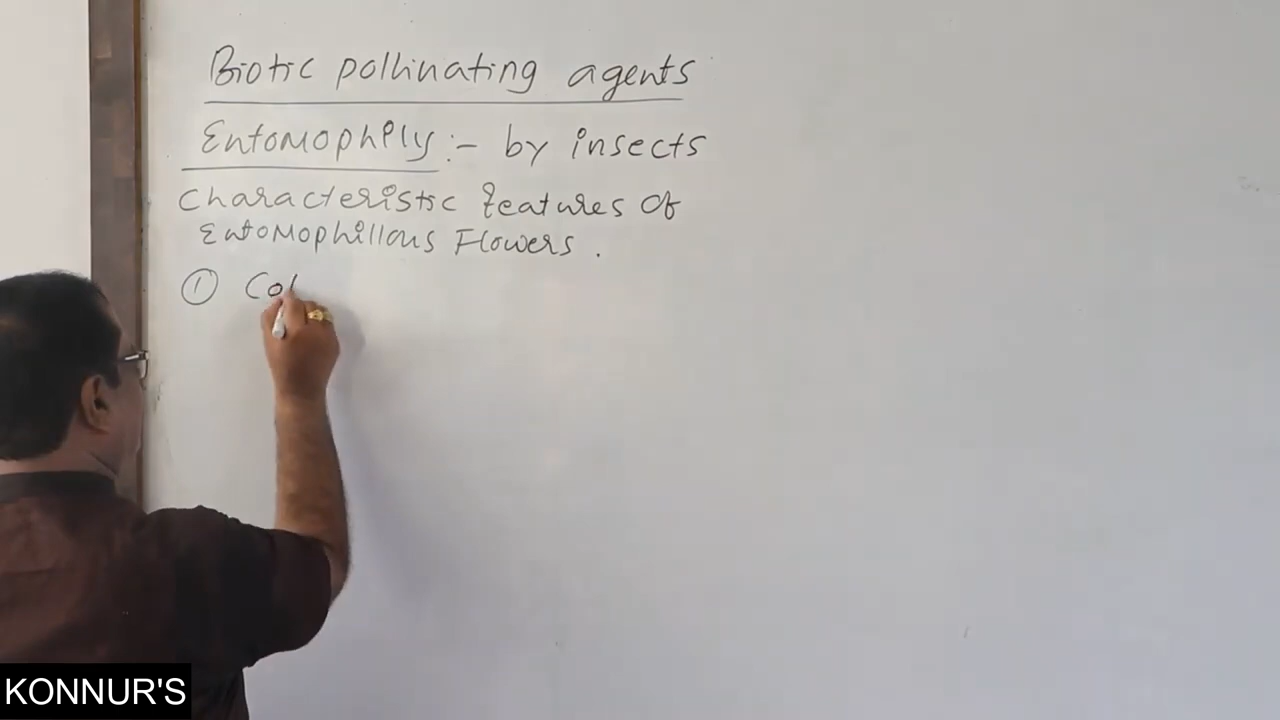 Biotic pollinating agents
Entomophily :- by insects
Characteristic features of
Entomophillous Flowers.
① Col
KONNUR'S